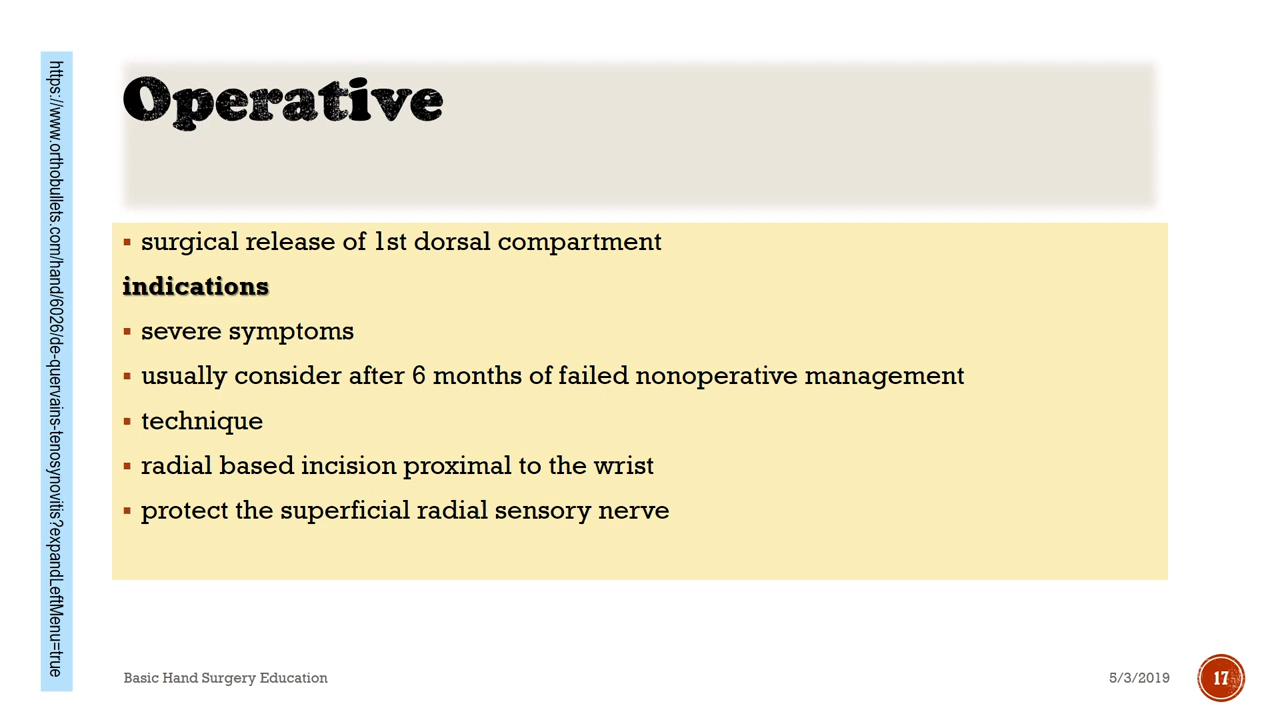 Operative
surgical release of 1st dorsal compartment
indications
severe symptoms
usually consider after 6 months of failed nonoperative management
technique
radial based incision proximal to the wrist
protect the superficial radial sensory nerve
https://www.orthobullets.com/hand/6026/de-quervains-tenosynovitis?expandLeftMenu=true
Basic Hand Surgery Education
5/3/2019
17